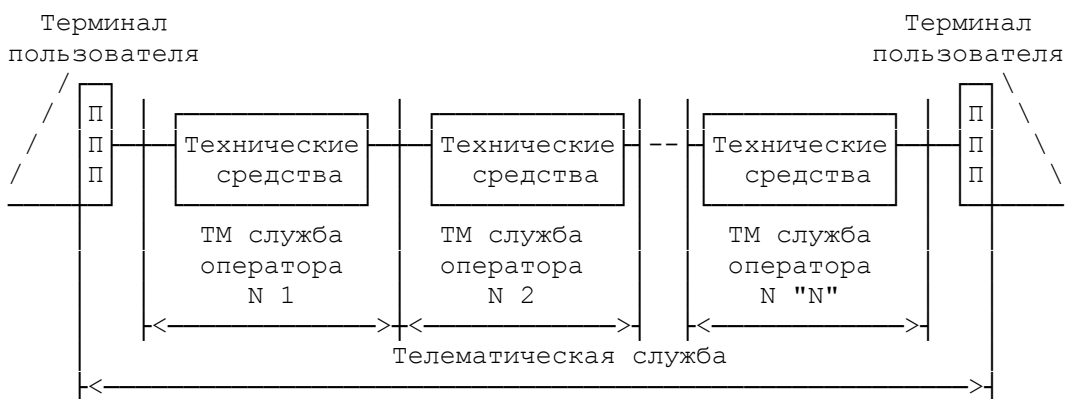 Терминал
пользователя
Терминал
пользователя
П
П
П
Технические
средства
Технические
средства
--
Технические
средства
П
П
П
ТМ служба
оператора
N 1
ТМ служба
оператора
N 2
ТМ служба
оператора
N "N"
Телематическая служба